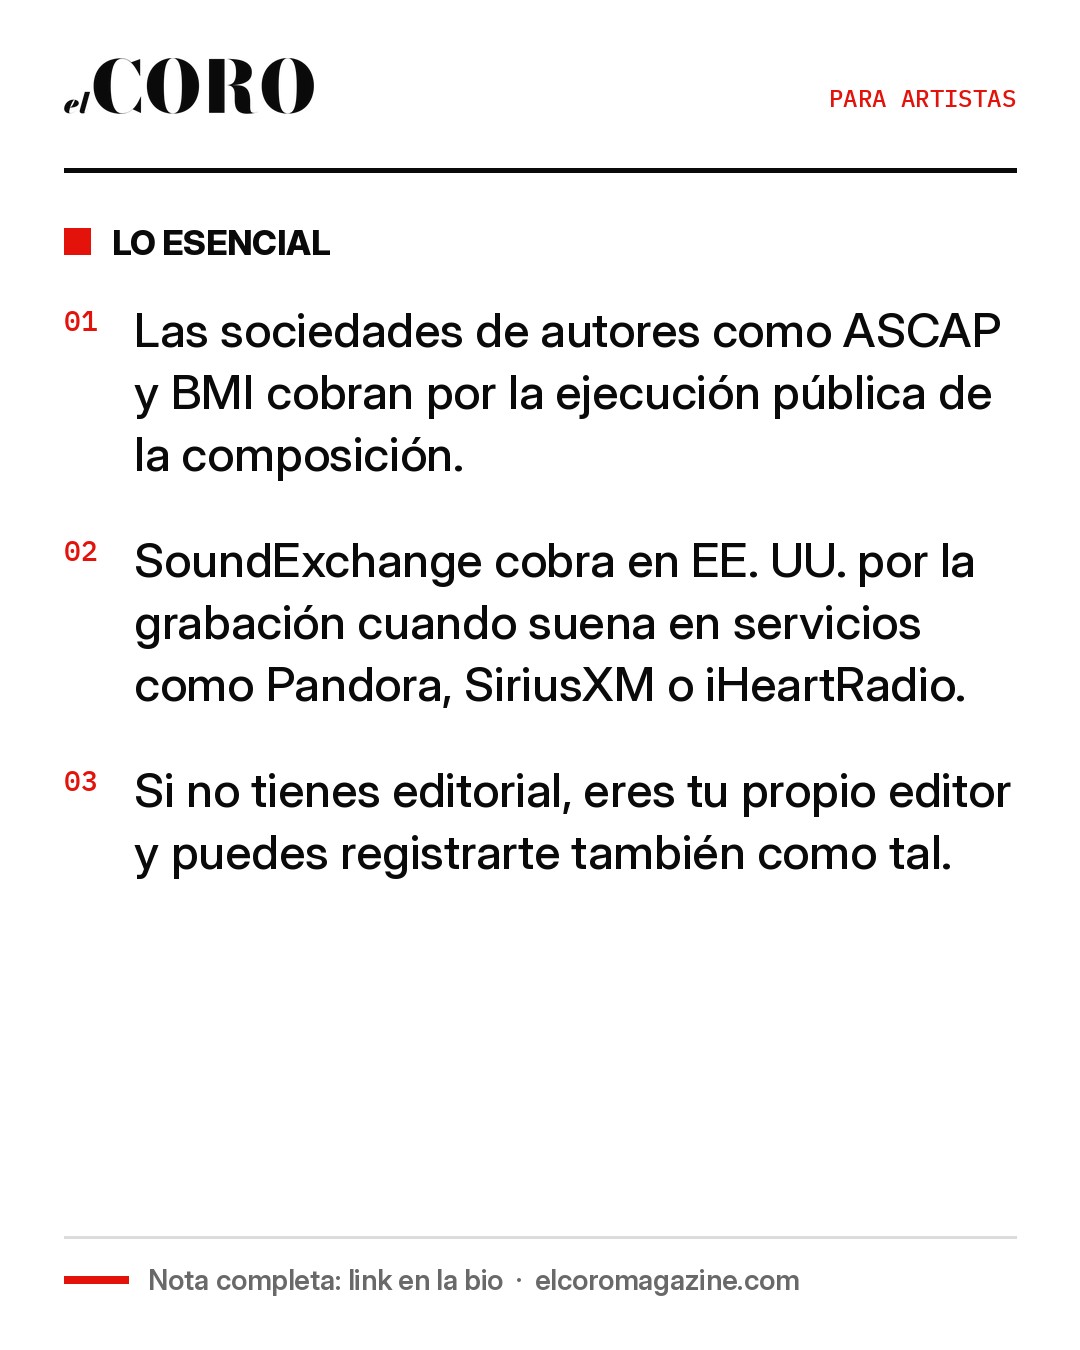 el CORO
PARA ARTISTAS
LO ESENCIAL
01 Las sociedades de autores como ASCAP
y BMI cobran por la ejecución pública de
la composición.
02 SoundExchange cobra en EE. UU. por la
grabación cuando suena en servicios
como Pandora, SiriusXM o iHeartRadio.
03 Si no tienes editorial, eres tu propio editor
y puedes registrarte también como tal.
Nota completa: link en la bio · elcoromagazine.com